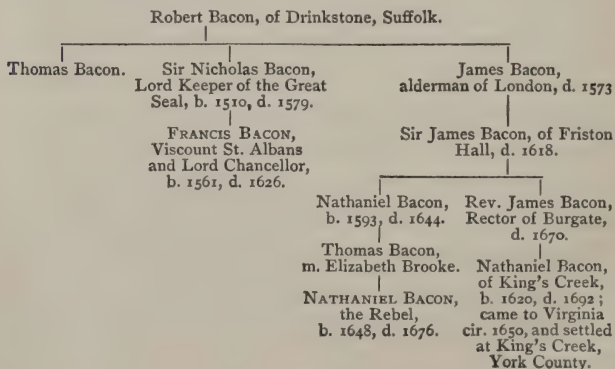 Robert Bacon, of Drinkstone, Suffolk.
Thomas Bacon.
Sir Nicholas Bacon,
Lord Keeper of the Great
Seal, b. 1510, d. 1579.
FRANCIS BACON,
Viscount St. Albans
and Lord Chancellor,
b. 1561, d. 1626.
James Bacon,
alderman of London, d. 1573
Sir James Bacon, of Friston
Hall, d. 1618.
Nathaniel Bacon,
b. 1593, d. 1644.
Thomas Bacon,
m. Elizabeth Brooke.
NATHANIEL BACON,
the Rebel,
b. 1648, d. 1676.
Rev. James Bacon,
Rector of Burgate,
d. 1670.
Nathaniel Bacon,
of King's Creek,
b. 1620, d. 1692 ;
came to Virginia
cir. 1650, and settled
at King's Creek,
York County.